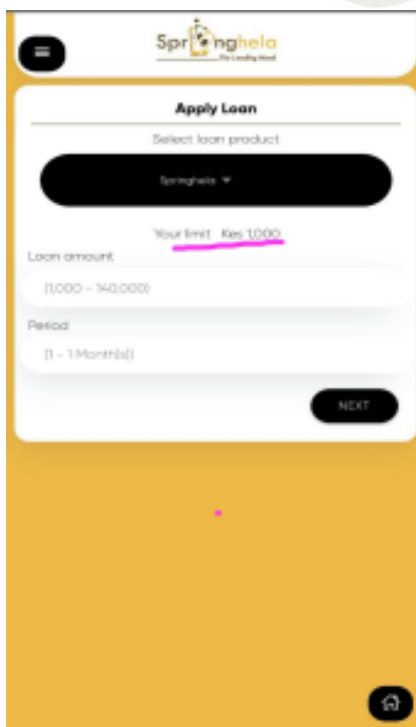 Springhela
The Lending Hand
Apply Loan
Select loan product
Springhela
Your limit Kes 1,000
Loan amount
(1,000 - 140,000)
Period
(1 - 1 Month(s))
NEXT